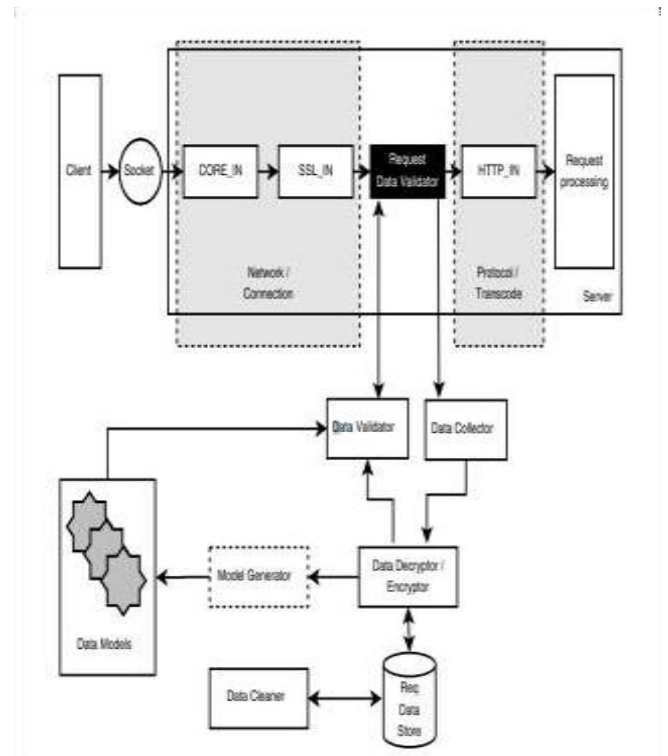 Client
Socket
CORE_IN
SSL_IN
Request
Data Validator
HTTP_IN
Request
processing
Network /
Connection
Protocol /
Transcode
Server
Data Validator
Data Collector
Model Generator
Data Decryptor /
Encryptor
Data Models
Data Cleaner
Req
Data
Store